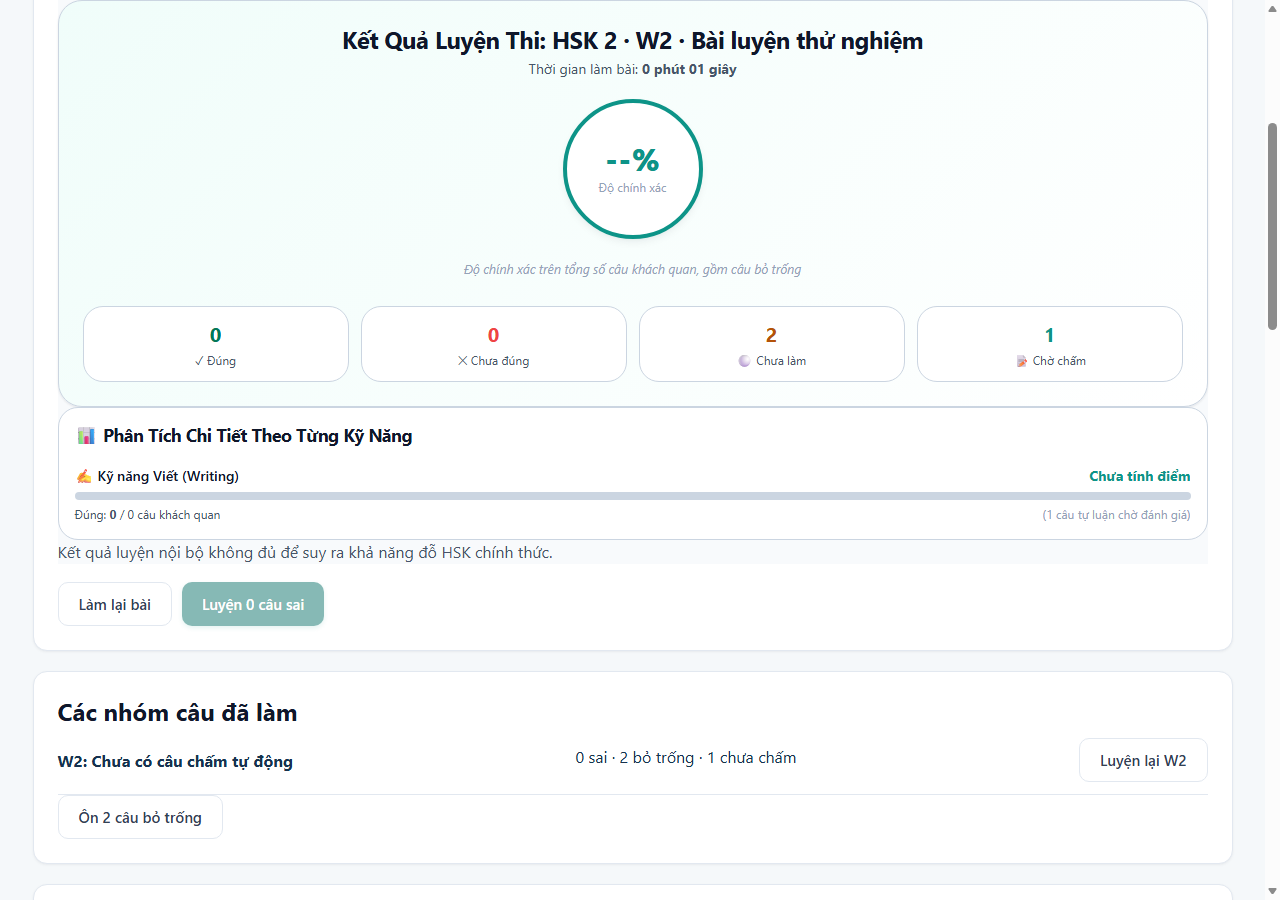 Kết Quả Luyện Thi: HSK 2 · W2 · Bài luyện thử nghiệm
Thời gian làm bài: 0 phút 01 giây
--%
Độ chính xác
Độ chính xác trên tổng số câu khách quan, gồm câu bỏ trống
0
✓ Đúng
0
✕ Chưa đúng
2
Chưa làm
1
Chờ chấm
Phân Tích Chi Tiết Theo Từng Kỹ Năng
Kỹ năng Viết (Writing)
Chưa tính điểm
Đúng: 0 / 0 câu khách quan
(1 câu tự luận chờ đánh giá)
Kết quả luyện nội bộ không đủ để suy ra khả năng đỗ HSK chính thức.
Làm lại bài
Luyện 0 câu sai
Các nhóm câu đã làm
W2: Chưa có câu chấm tự động
0 sai · 2 bỏ trống · 1 chưa chấm
Luyện lại W2
Ôn 2 câu bỏ trống